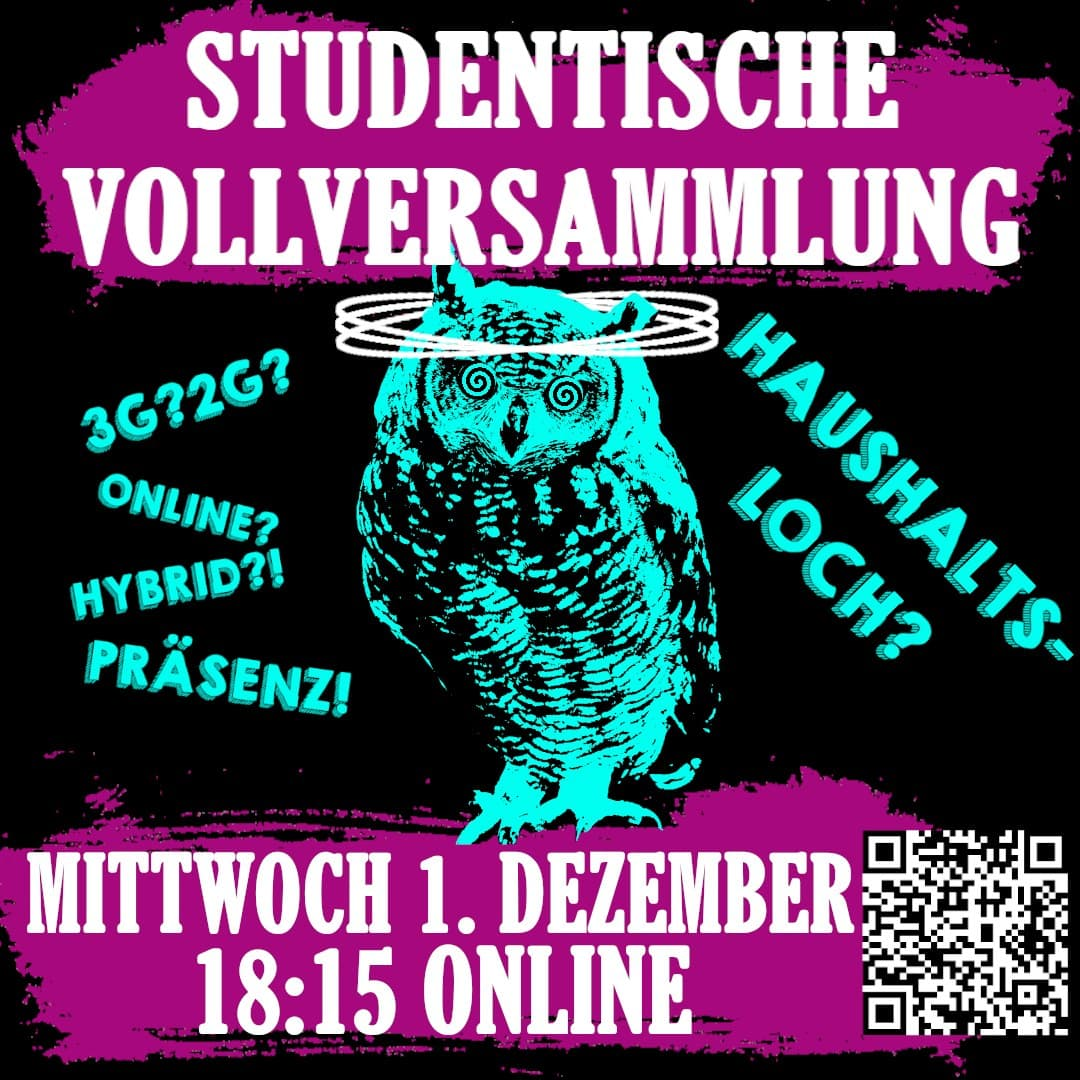 STUDENTISCHE
VOLLVERSAMMLUNG
3G?2G?
ONLINE?
HYBRID?!
PRÄSENZ!
HAUSHALTS-
LOCH?
MITTWOCH 1. DEZEMBER
18:15 ONLINE